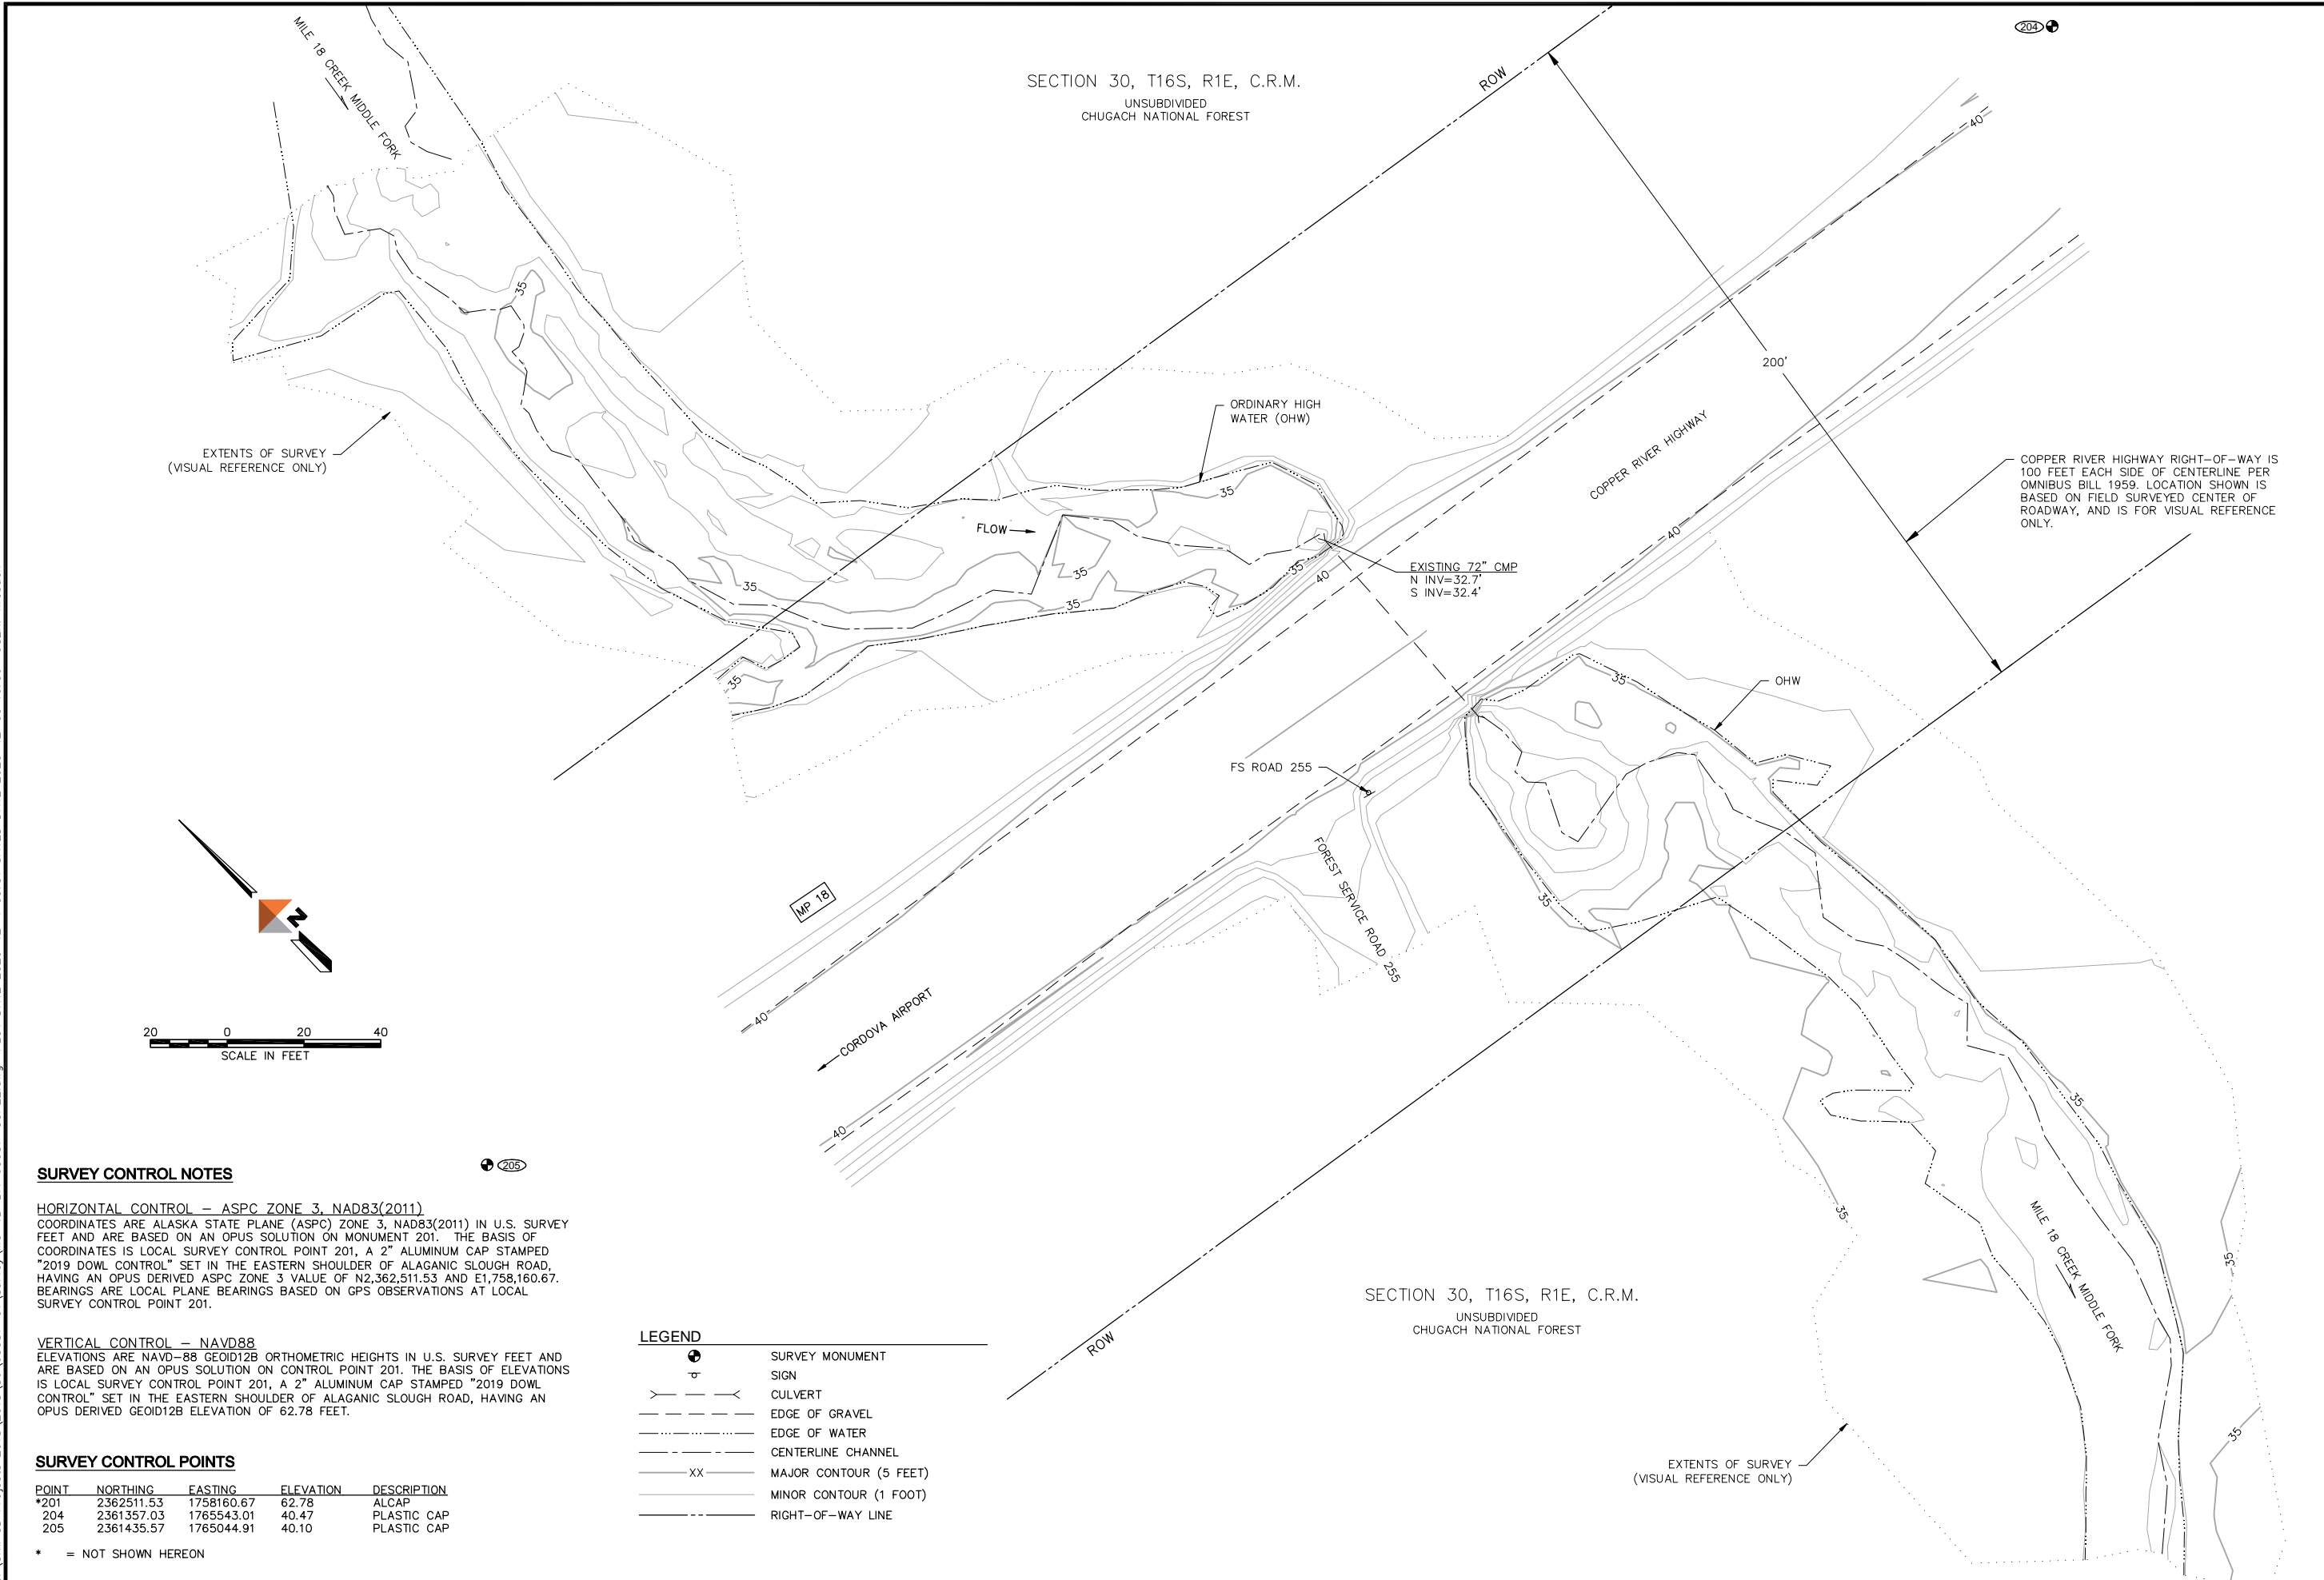 MILE 18 CREEK MIDDLE FORK
204
SECTION 30, T16S, R1E, C.R.M.
UNSUBDIVIDED
CHUGACH NATIONAL FOREST
ROW
40
200'
35
ORDINARY HIGH
WATER (OHW)
COPPER RIVER HIGHWAY
EXTENTS OF SURVEY
(VISUAL REFERENCE ONLY)
COPPER RIVER HIGHWAY RIGHT-OF-WAY IS
100 FEET EACH SIDE OF CENTERLINE PER
OMNIBUS BILL 1959. LOCATION SHOWN IS
BASED ON FIELD SURVEYED CENTER OF
ROADWAY, AND IS FOR VISUAL REFERENCE
ONLY.
35
FLOW
40
EXISTING 72" CMP
N INV=32.7'
S INV=32.4'
35
40
35
35
35
35
35
OHW
FS ROAD 255
FOREST SERVICE ROAD 255
35
MP 18
N
40
CORDOVA AIRPORT
20 0 20 40
SCALE IN FEET
40
35
35
35
35
MILE 18 CREEK MIDDLE FORK
SECTION 30, T16S, R1E, C.R.M.
UNSUBDIVIDED
CHUGACH NATIONAL FOREST
ROW
EXTENTS OF SURVEY
(VISUAL REFERENCE ONLY)
205
SURVEY CONTROL NOTES
HORIZONTAL CONTROL – ASPC ZONE 3, NAD83(2011)
COORDINATES ARE ALASKA STATE PLANE (ASPC) ZONE 3, NAD83(2011) IN U.S. SURVEY
FEET AND ARE BASED ON AN OPUS SOLUTION ON MONUMENT 201. THE BASIS OF
COORDINATES IS LOCAL SURVEY CONTROL POINT 201, A 2" ALUMINUM CAP STAMPED
"2019 DOWL CONTROL" SET IN THE EASTERN SHOULDER OF ALAGANIC SLOUGH ROAD,
HAVING AN OPUS DERIVED ASPC ZONE 3 VALUE OF N2,362,511.53 AND E1,758,160.67.
BEARINGS ARE LOCAL PLANE BEARINGS BASED ON GPS OBSERVATIONS AT LOCAL
SURVEY CONTROL POINT 201.
VERTICAL CONTROL – NAVD88
ELEVATIONS ARE NAVD-88 GEOID12B ORTHOMETRIC HEIGHTS IN U.S. SURVEY FEET AND
ARE BASED ON AN OPUS SOLUTION ON CONTROL POINT 201. THE BASIS OF ELEVATIONS
IS LOCAL SURVEY CONTROL POINT 201, A 2" ALUMINUM CAP STAMPED "2019 DOWL
CONTROL" SET IN THE EASTERN SHOULDER OF ALAGANIC SLOUGH ROAD, HAVING AN
OPUS DERIVED GEOID12B ELEVATION OF 62.78 FEET.
SURVEY CONTROL POINTS
POINT NORTHING EASTING ELEVATION DESCRIPTION
*201 2362511.53 1758160.67 62.78 ALCAP
204 2361357.03 1765543.01 40.47 PLASTIC CAP
205 2361435.57 1765044.91 40.10 PLASTIC CAP
* = NOT SHOWN HEREON
LEGEND
SURVEY MONUMENT
SIGN
CULVERT
EDGE OF GRAVEL
EDGE OF WATER
CENTERLINE CHANNEL
XX MAJOR CONTOUR (5 FEET)
MINOR CONTOUR (1 FOOT)
RIGHT-OF-WAY LINE